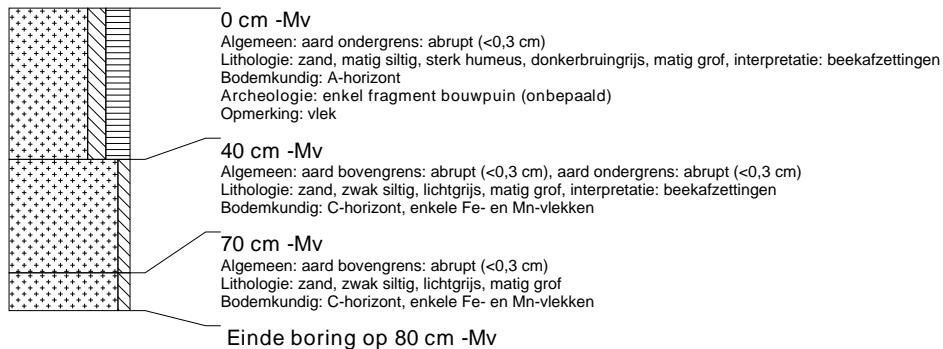 0 cm -Mv
Algemeen: aard ondergrens: abrupt (<0,3 cm)
Lithologie: zand, matig siltig, sterk humeus, donkerbruingrijs, matig grof, interpretatie: beekafzettingen
Bodemkundig: A-horizont
Archeologie: enkel fragment bouwpuin (onbepaald)
Opmerking: vlek
40 cm -Mv
Algemeen: aard bovengrens: abrupt (<0,3 cm), aard ondergrens: abrupt (<0,3 cm)
Lithologie: zand, zwak siltig, lichtgrijs, matig grof, interpretatie: beekafzettingen
Bodemkundig: C-horizont, enkele Fe- en Mn-vlekken
70 cm -Mv
Algemeen: aard bovengrens: abrupt (<0,3 cm)
Lithologie: zand, zwak siltig, lichtgrijs, matig grof
Bodemkundig: C-horizont, enkele Fe- en Mn-vlekken
Einde boring op 80 cm -Mv